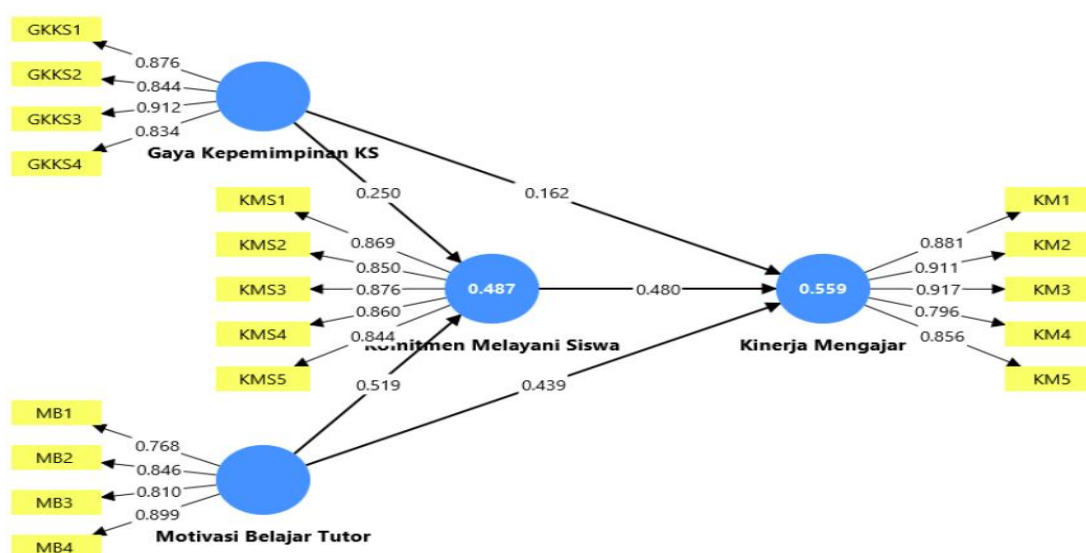 GKKS1
0.876
GKKS2
0.844
GKKS3
0.912
GKKS4
0.834
Gaya Kepemimpinan KS
0.250
0.162
KMS1
0.869
KMS2
0.850
KMS3
0.876
KMS4
0.860
KMS5
0.844
0.487
Komitmen Melayani Siswa
0.480
0.559
Kinerja Mengajar
KM1
0.881
KM2
0.911
KM3
0.917
KM4
0.796
KM5
0.856
0.519
0.439
MB1
0.768
MB2
0.846
MB3
0.810
MB4
0.899
Motivasi Belajar Tutor